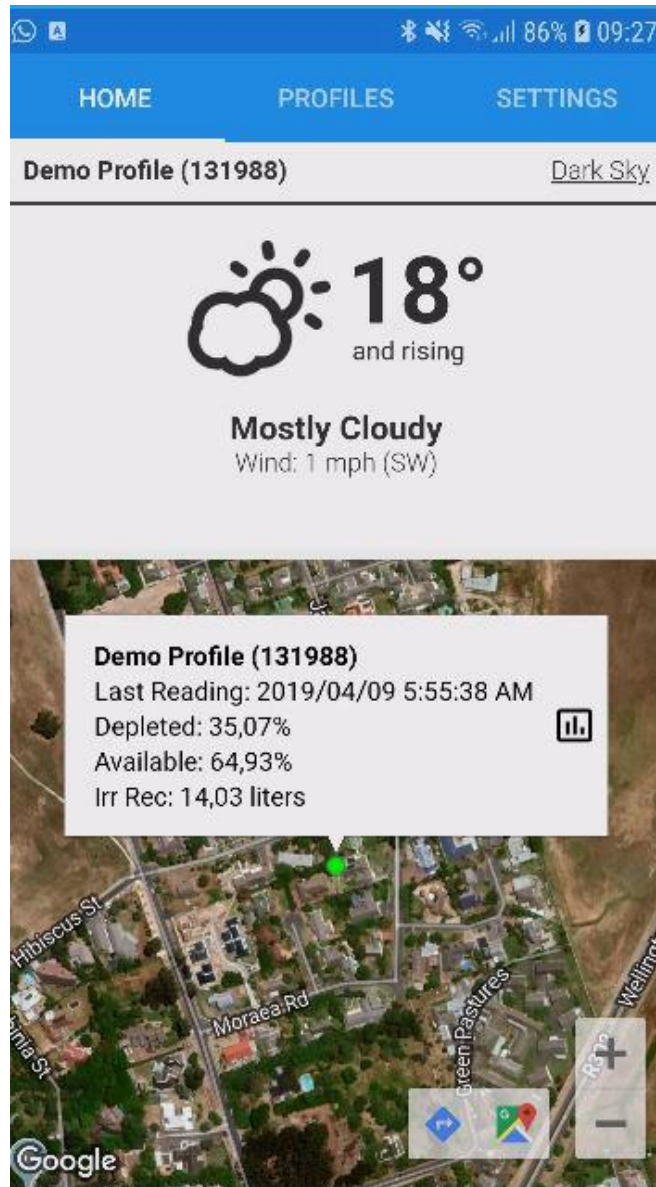 86% 09:27
HOME PROFILES SETTINGS
Demo Profile (131988) Dark Sky
18°
and rising
Mostly Cloudy
Wind: 1 mph (SW)
Demo Profile (131988)
Last Reading: 2019/04/09 5:55:38 AM
Depleted: 35,07%
Available: 64,93%
Irr Rec: 14,03 liters
Hibiscus St
Moraea Rd
Green Pastures
+
−
Google